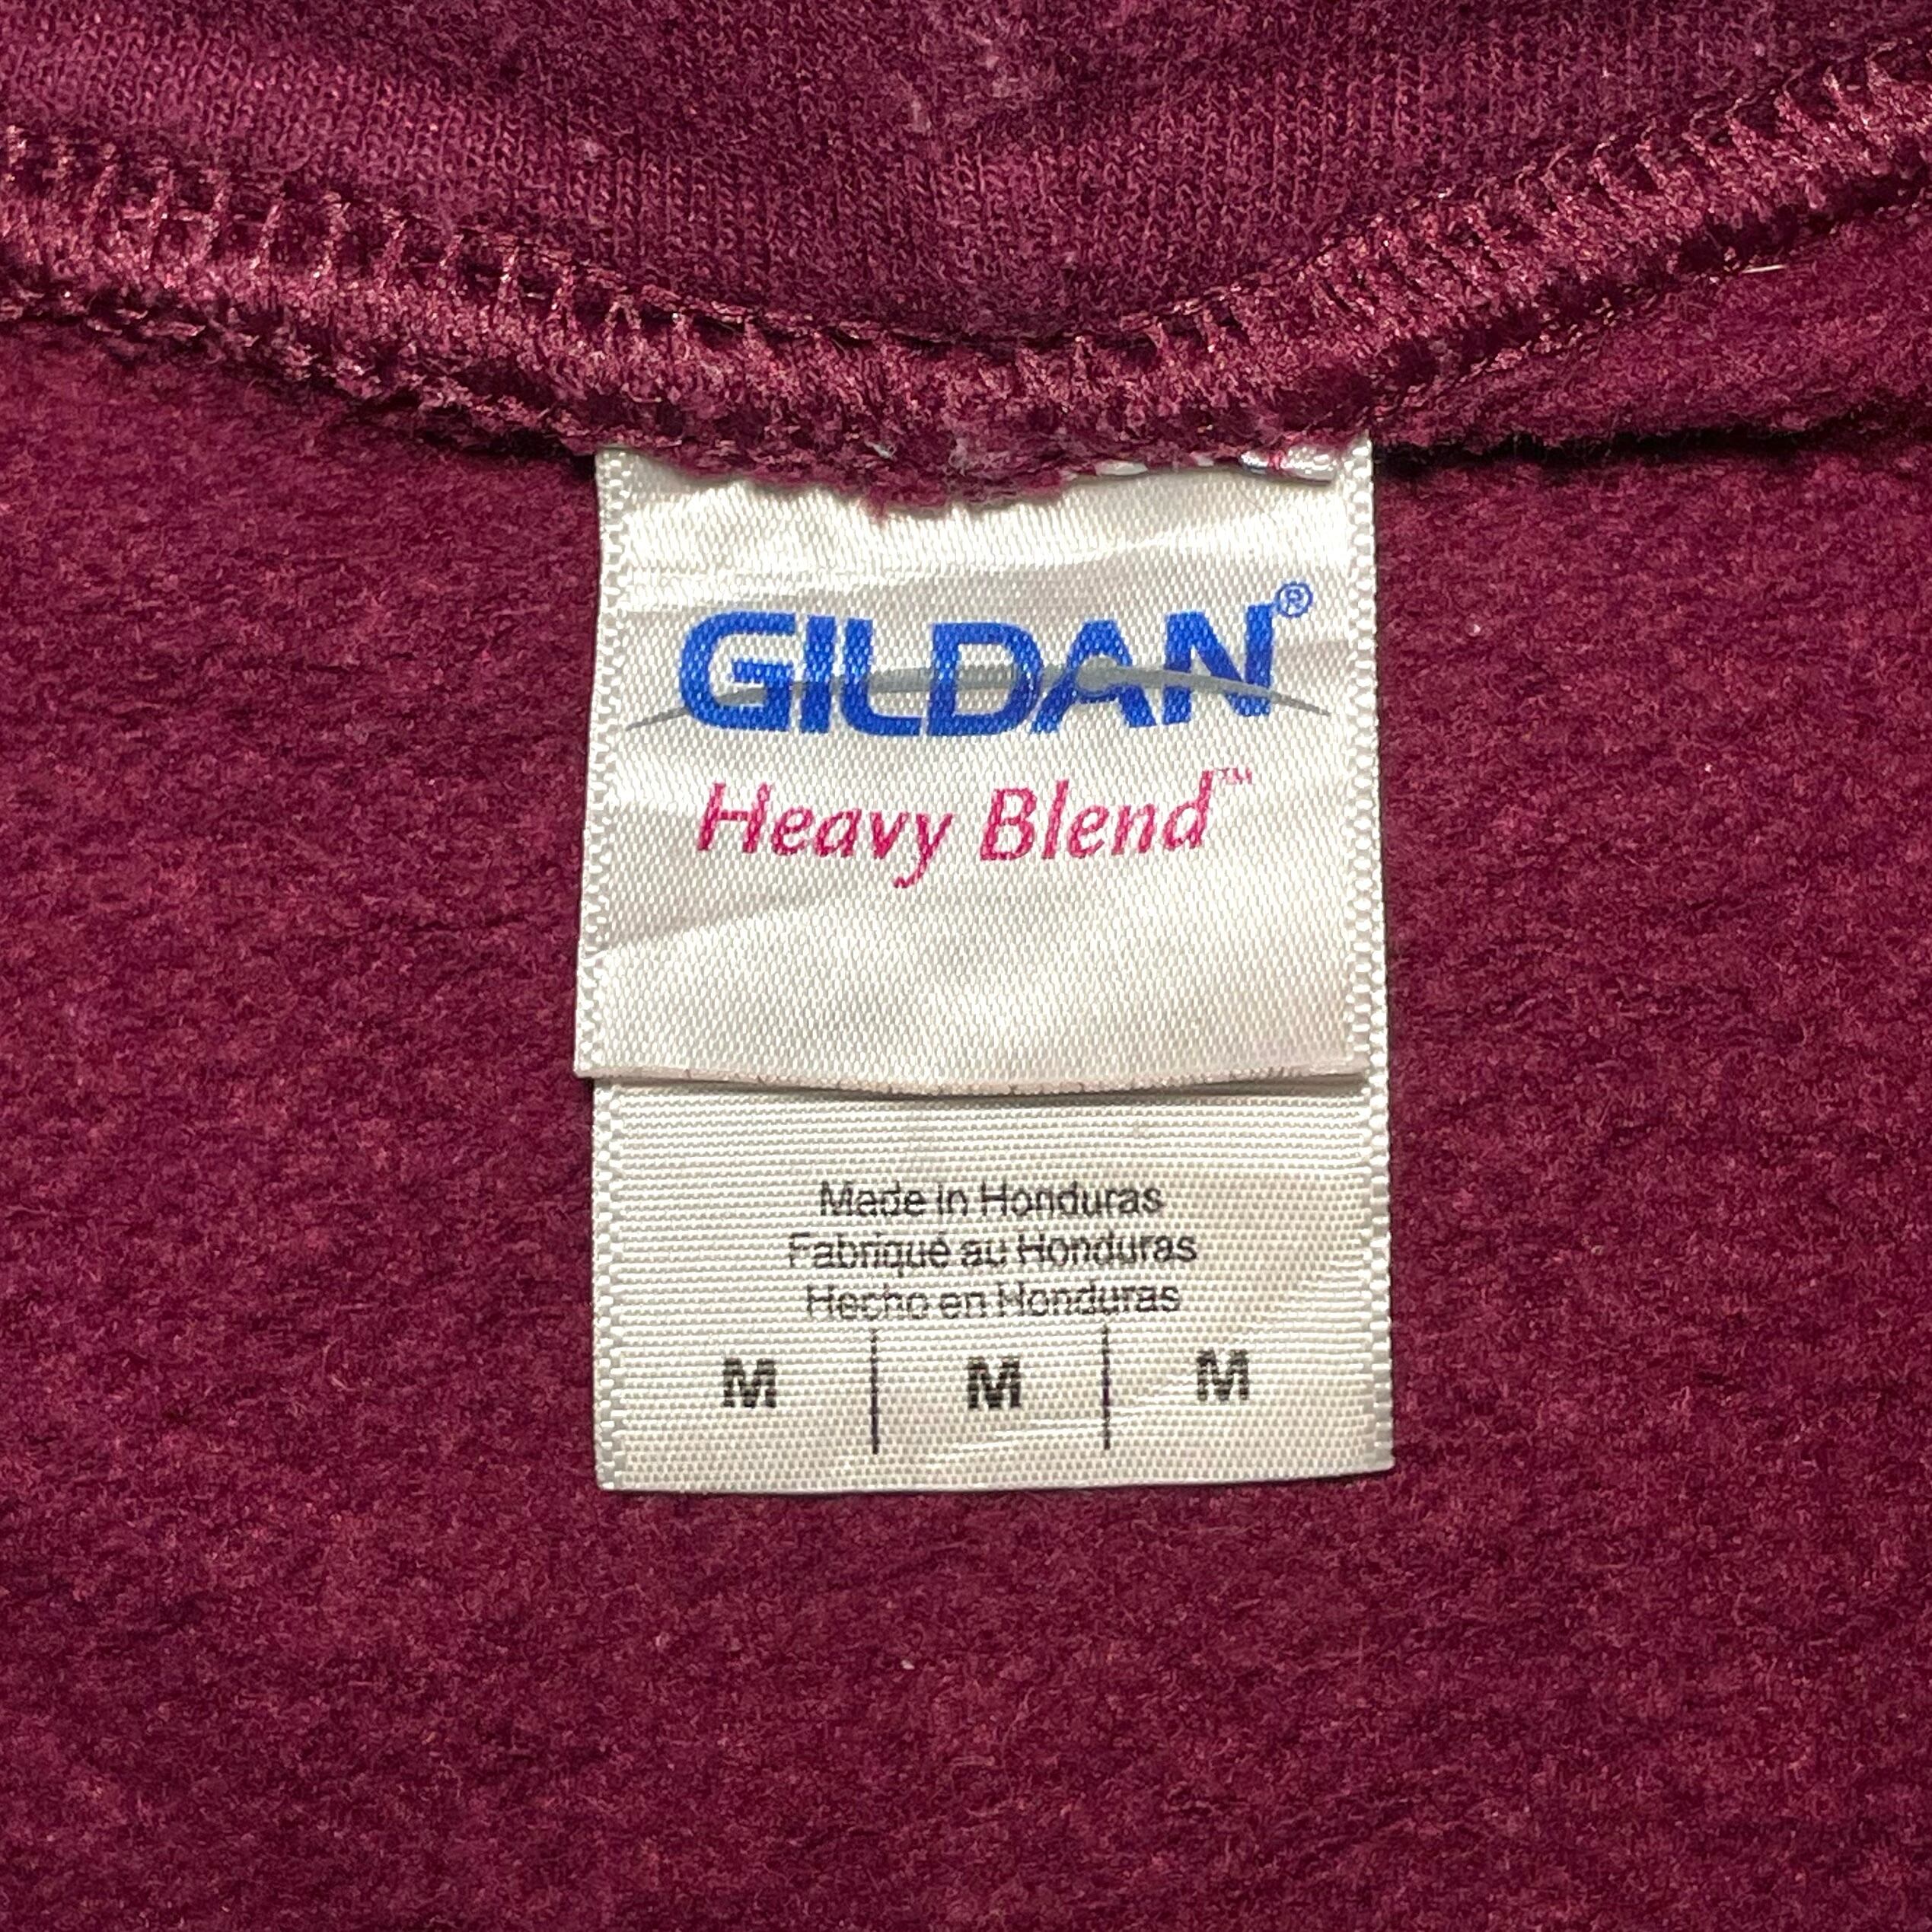 GILDAN®
Heavy Blend™
Made in Honduras
Fabriqué au Honduras
Hecho en Honduras
M | M | M